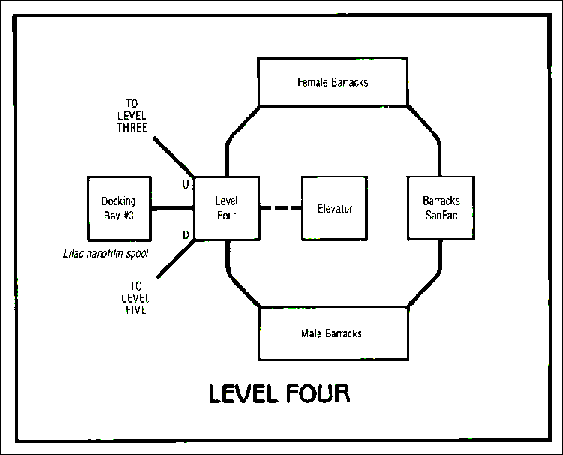 Female Barracks
TO
LEVEL
THREE
U
Docking
Bay #3
Level
Four
Elevator
Barracks
SanFac
D
Lilac nanofilm spool
TO
LEVEL
FIVE
Male Barracks
LEVEL FOUR